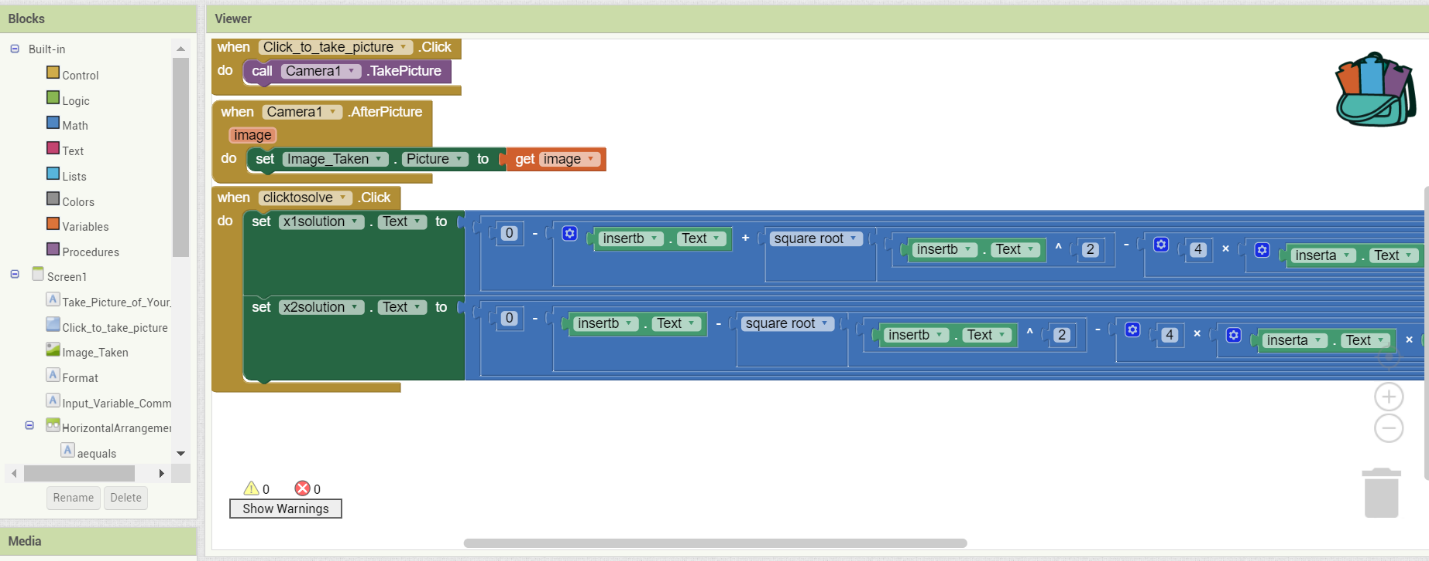 Blocks
Viewer
Built-in
Control
Logic
Math
Text
Lists
Colors
Variables
Procedures
Screen1
Take_Picture_of_Your_
Click_to_take_picture
Image_Taken
Format
Input_Variable_Comm
HorizontalArrangemen
A aequals
Rename Delete
Media
when Click_to_take_picture .Click
do call Camera1 .TakePicture
when Camera1 .AfterPicture
image
do set Image_Taken . Picture to get image
when clicktosolve .Click
do set x1solution . Text to 0 - insertb . Text + square root insertb . Text ^ 2 - 4 × inserta . Text
set x2solution . Text to 0 - insertb . Text - square root insertb . Text ^ 2 - 4 × inserta . Text ×
0 0
Show Warnings